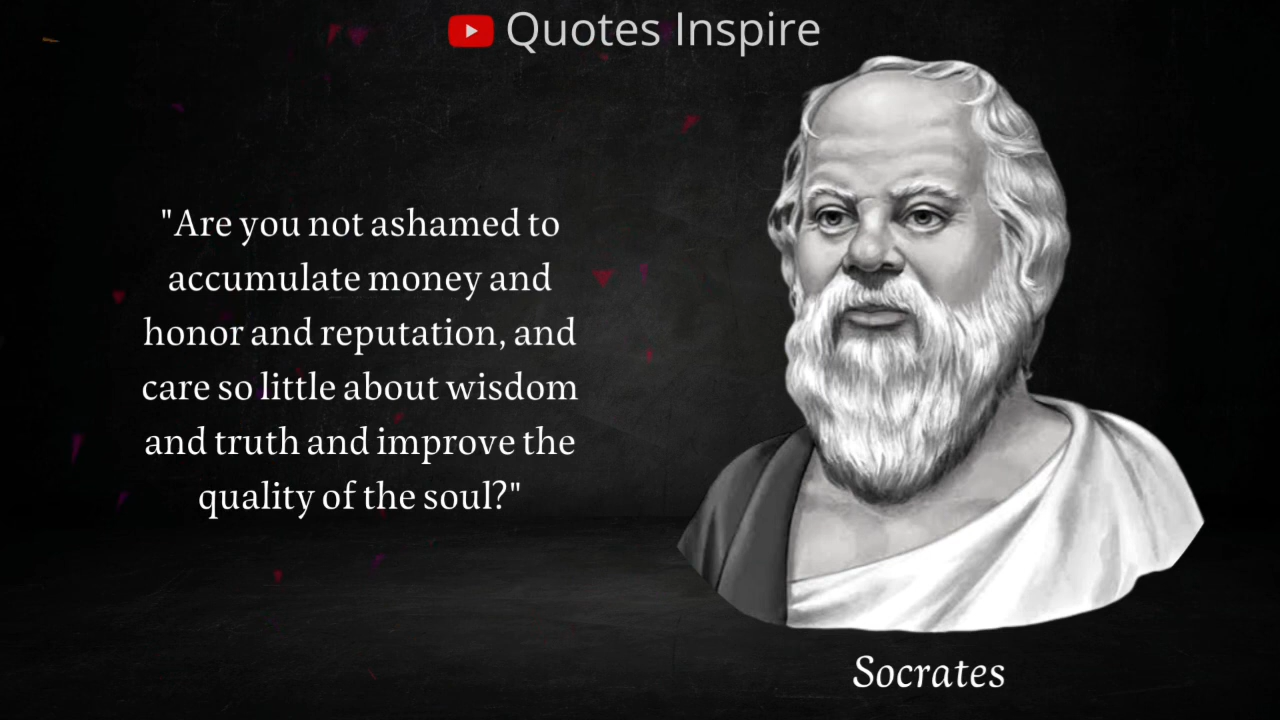 Quotes Inspire
"Are you not ashamed to
accumulate money and
honor and reputation, and
care so little about wisdom
and truth and improve the
quality of the soul?"
Socrates